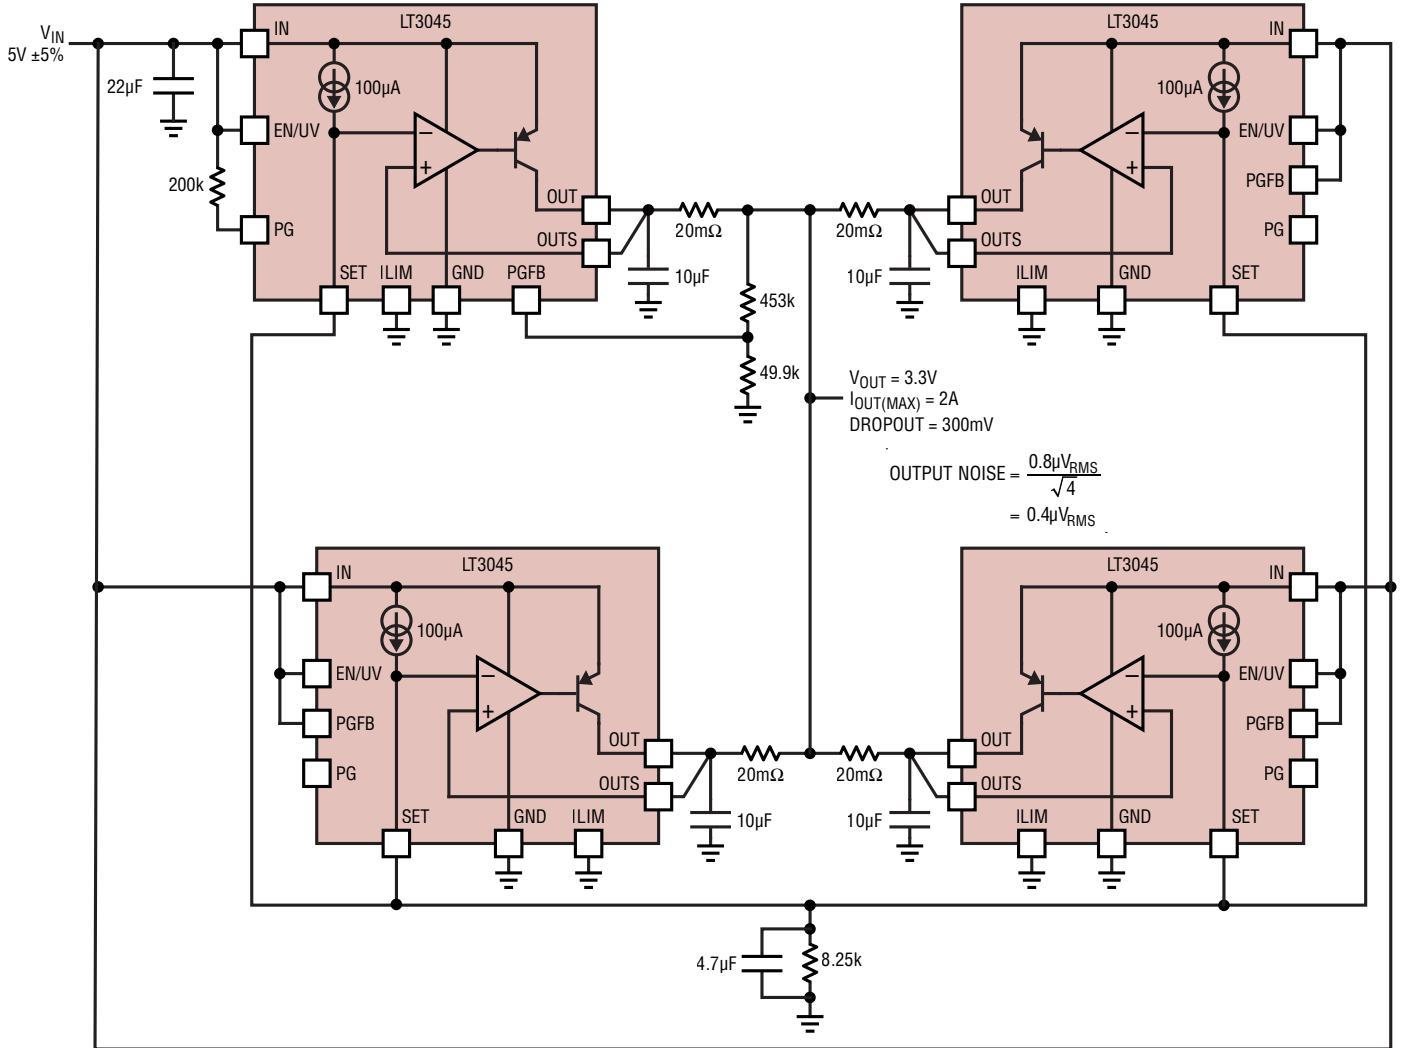 LT3045
LT3045
VIN
5V ±5%
IN
IN
22µF
100µA
100µA
EN/UV
EN/UV
200k
PGFB
PG
OUT
OUT
PG
20mΩ
20mΩ
OUTS
OUTS
SET
ILIM
GND
PGFB
10µF
10µF
ILIM
GND
SET
453k
49.9k
VOUT = 3.3V
IOUT(MAX) = 2A
DROPOUT = 300mV
OUTPUT NOISE = 0.8µVRMS
√4
= 0.4µVRMS
LT3045
LT3045
IN
IN
100µA
100µA
EN/UV
EN/UV
PGFB
PGFB
OUT
OUT
PG
PG
20mΩ
20mΩ
OUTS
OUTS
SET
GND
ILIM
10µF
10µF
ILIM
GND
SET
4.7µF
8.25k